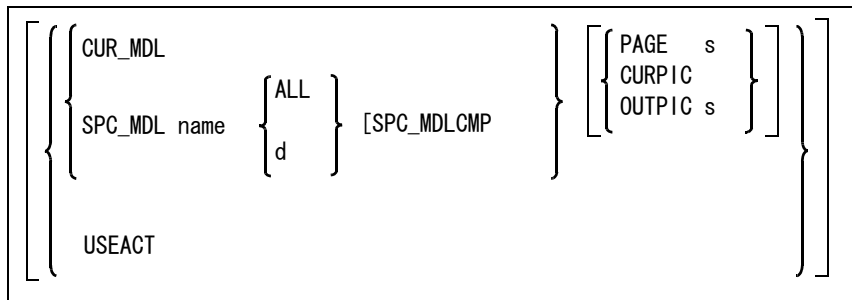 CUR_MDL
SPC_MDL name
ALL
d
[SPC_MDLCMP
PAGE s
CURPIC
OUTPIC s
USEACT